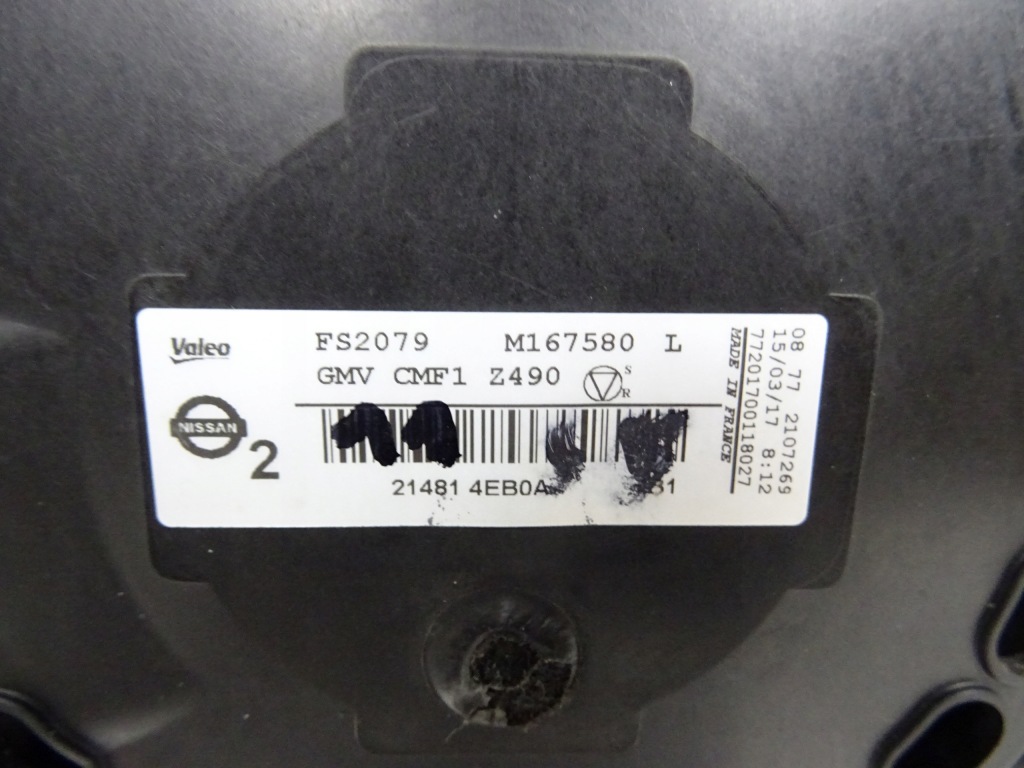 Valeo
FS2079 M167580 L
GMV CMF1 Z490 S R
NISSAN
2
21481 4EB0A
MADE IN FRANCE
77201700118027
15/03/17 8:12
08.77 2107269